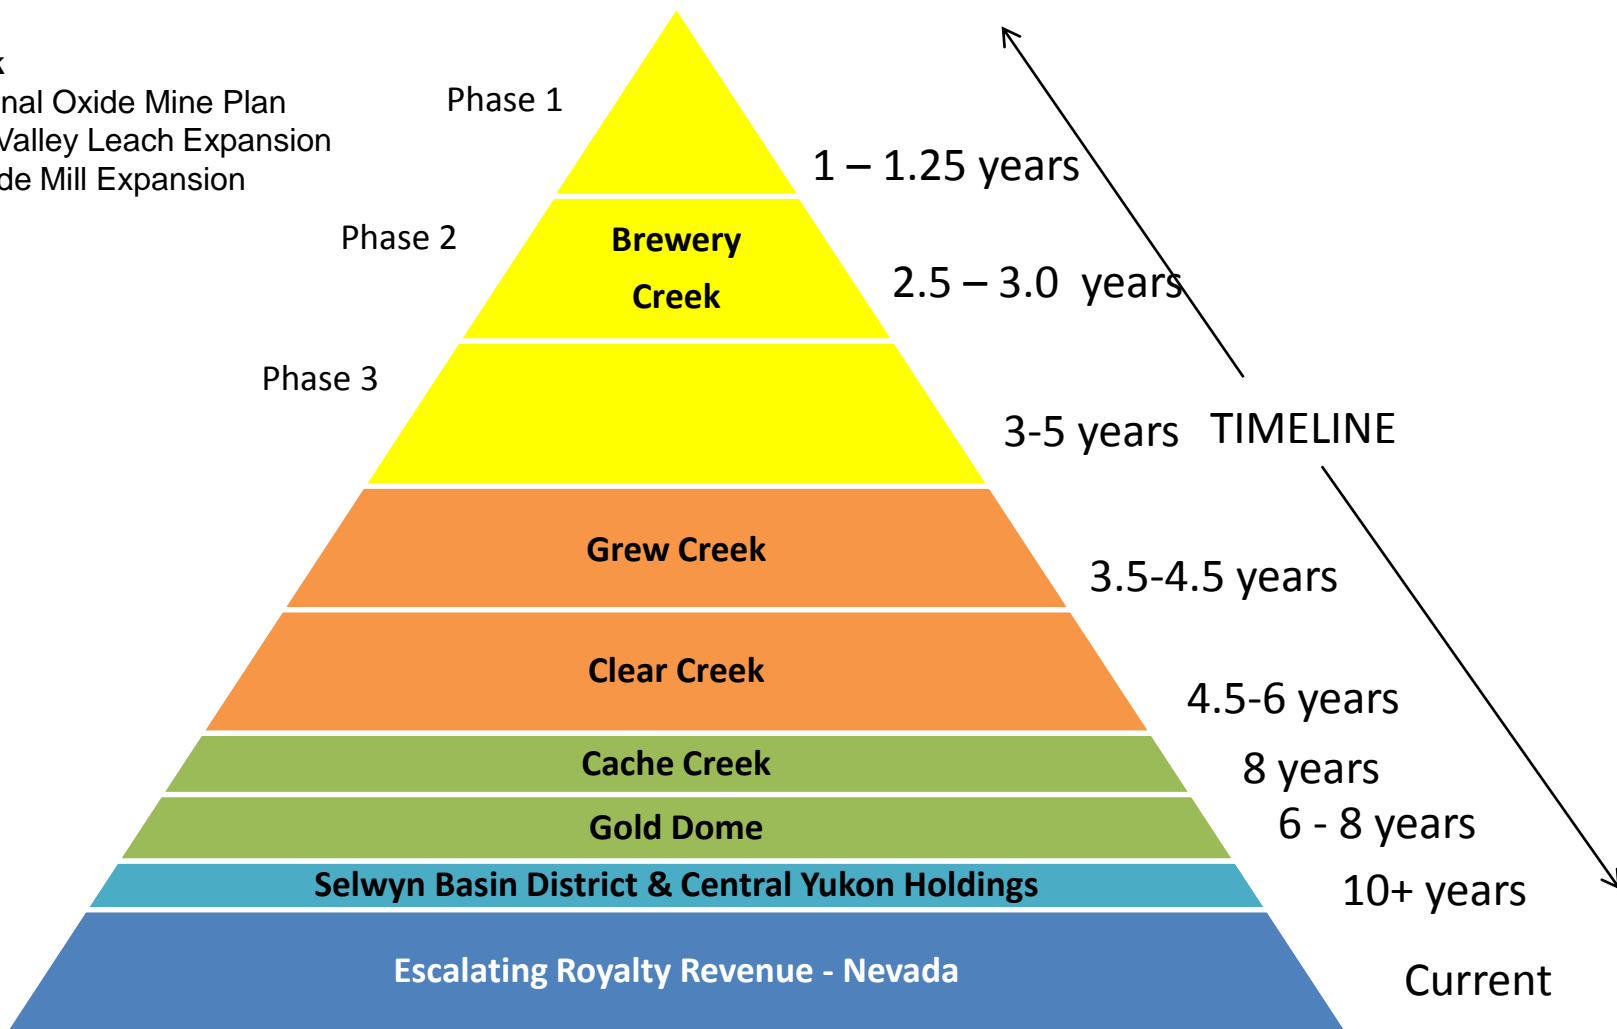 nal Oxide Mine Plan
Valley Leach Expansion
de Mill Expansion
Phase 1
1 – 1.25 years
Phase 2
Brewery
Creek
2.5 – 3.0 years
Phase 3
3-5 years
TIMELINE
Grew Creek
3.5-4.5 years
Clear Creek
4.5-6 years
Cache Creek
8 years
Gold Dome
6 - 8 years
Selwyn Basin District & Central Yukon Holdings
10+ years
Escalating Royalty Revenue - Nevada
Current